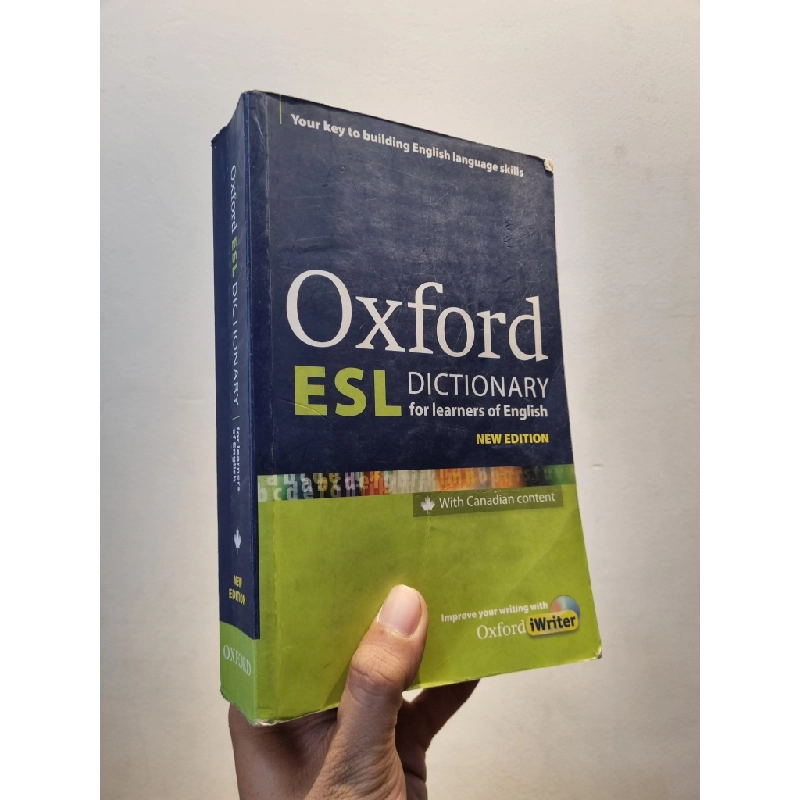 Your key to building English language skills
Oxford
ESL DICTIONARY
for learners of English
NEW EDITION
With Canadian content
Improve your writing with
Oxford iWriter
Oxford ESL DICTIONARY
for learners
of English
NEW
EDITION
OXFORD